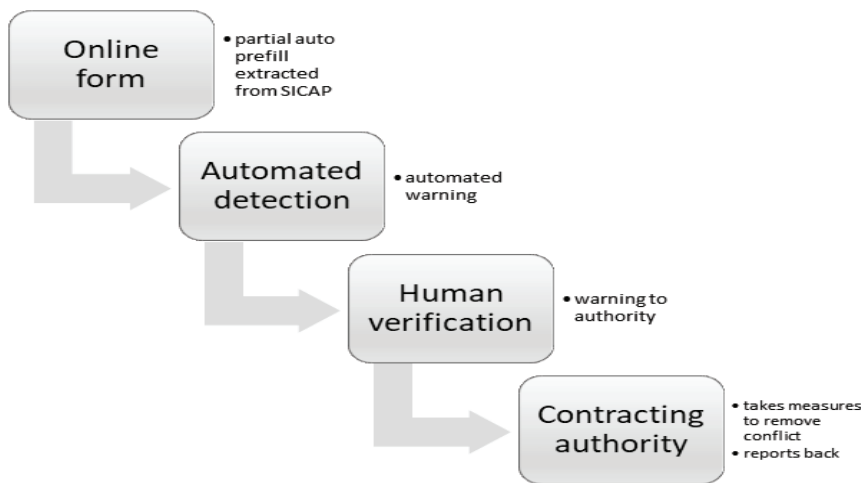 Online
form
• partial auto
prefill
extracted
from SICAP
Automated
detection
• automated
warning
Human
verification
• warning to
authority
Contracting
authority
• takes measures
to remove
conflict
• reports back